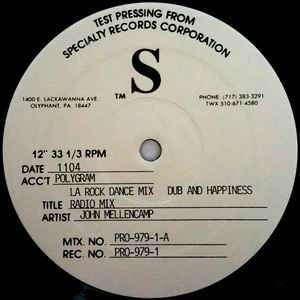 TEST PRESSING FROM
SPECIALTY RECORDS CORPORATION
S
TM
1400 E. LACKAWANNA AVE.
OLYPHANT, PA. 18447
PHONE: (717) 383-3291
TWX 510-671-4580
12" 33 1/3 RPM
DATE 1104
ACC'T POLYGRAM
LA ROCK DANCE MIX DUB AND HAPPINESS
TITLE RADIO MIX
ARTIST JOHN MELLENCAMP
MTX. NO. PRO-979-1-A
REC. NO. PRO-979-1